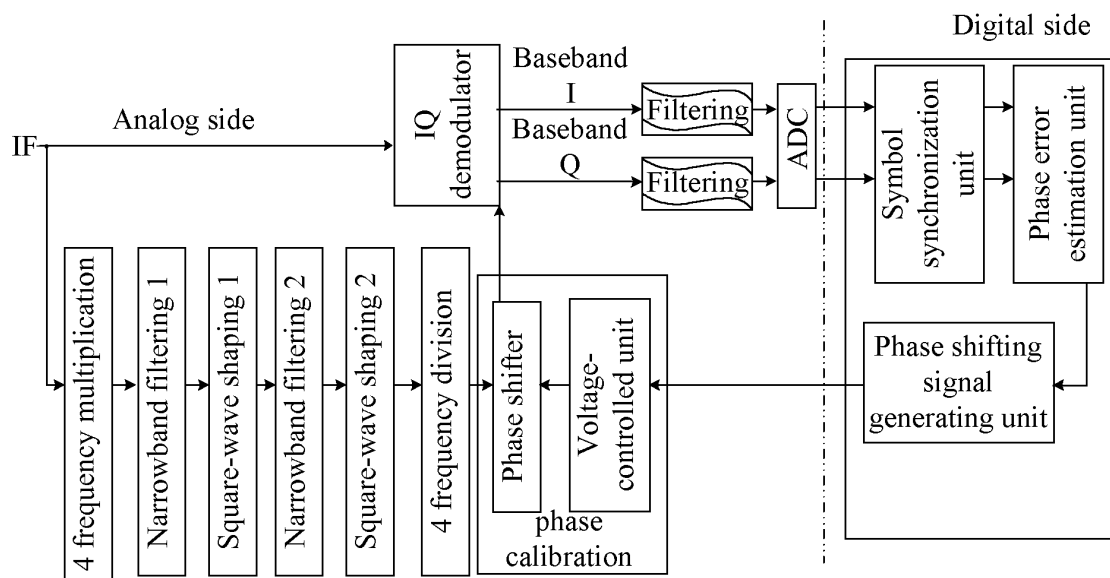 Digital side
Analog side
IF
IQ
demodulator
Baseband
I
Baseband
Q
Filtering
Filtering
ADC
Symbol
synchronization
unit
Phase error
estimation unit
4 frequency multiplication
Narrowband filtering 1
Square-wave shaping 1
Narrowband filtering 2
Square-wave shaping 2
4 frequency division
Phase shifter
Voltage-
controlled unit
phase
calibration
Phase shifting
signal
generating unit